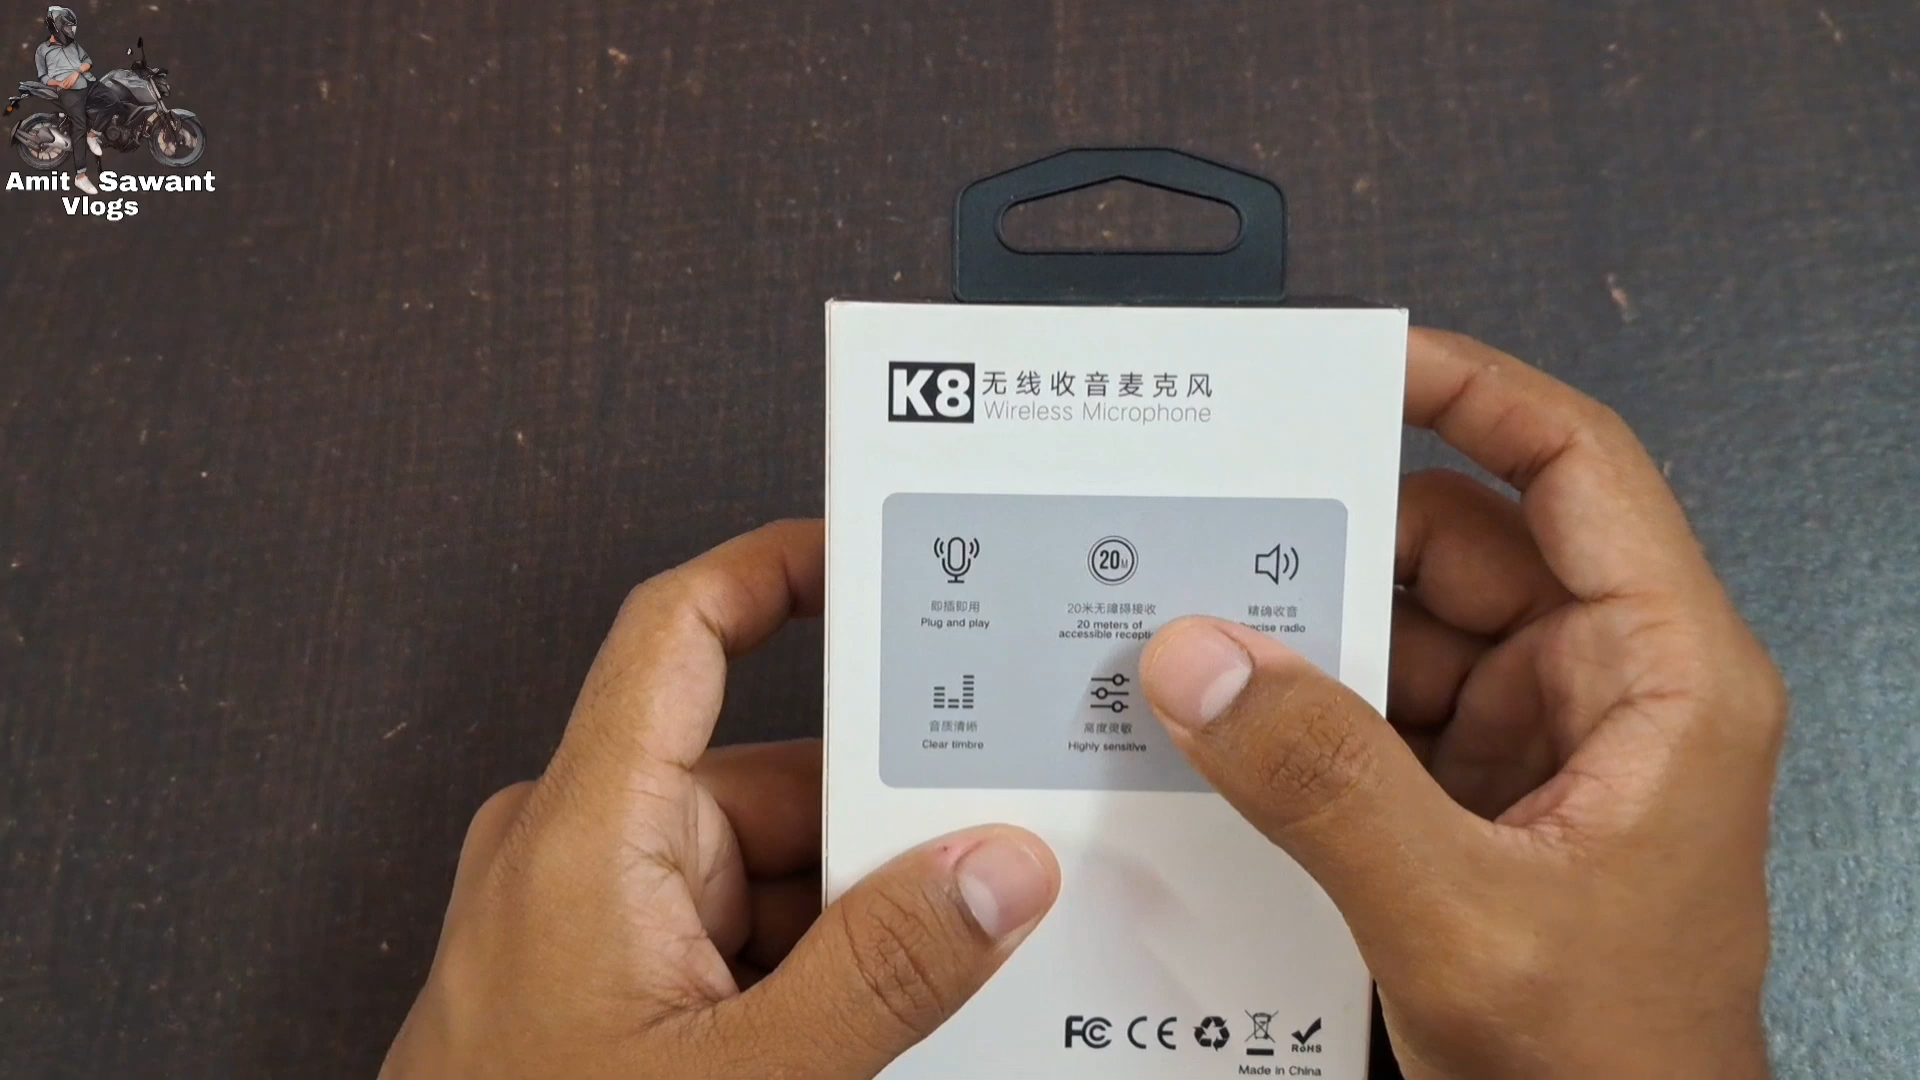 Amit Sawant
Vlogs
K8 无线收音麦克风
Wireless Microphone
20M
即插即用
Plug and play
20米无障碍接收
20 meters of
accessible
精确收音
radio
音质清晰
Clear timbre
高度灵敏
Highly sensitive
FC CE
RoHS
Made in China